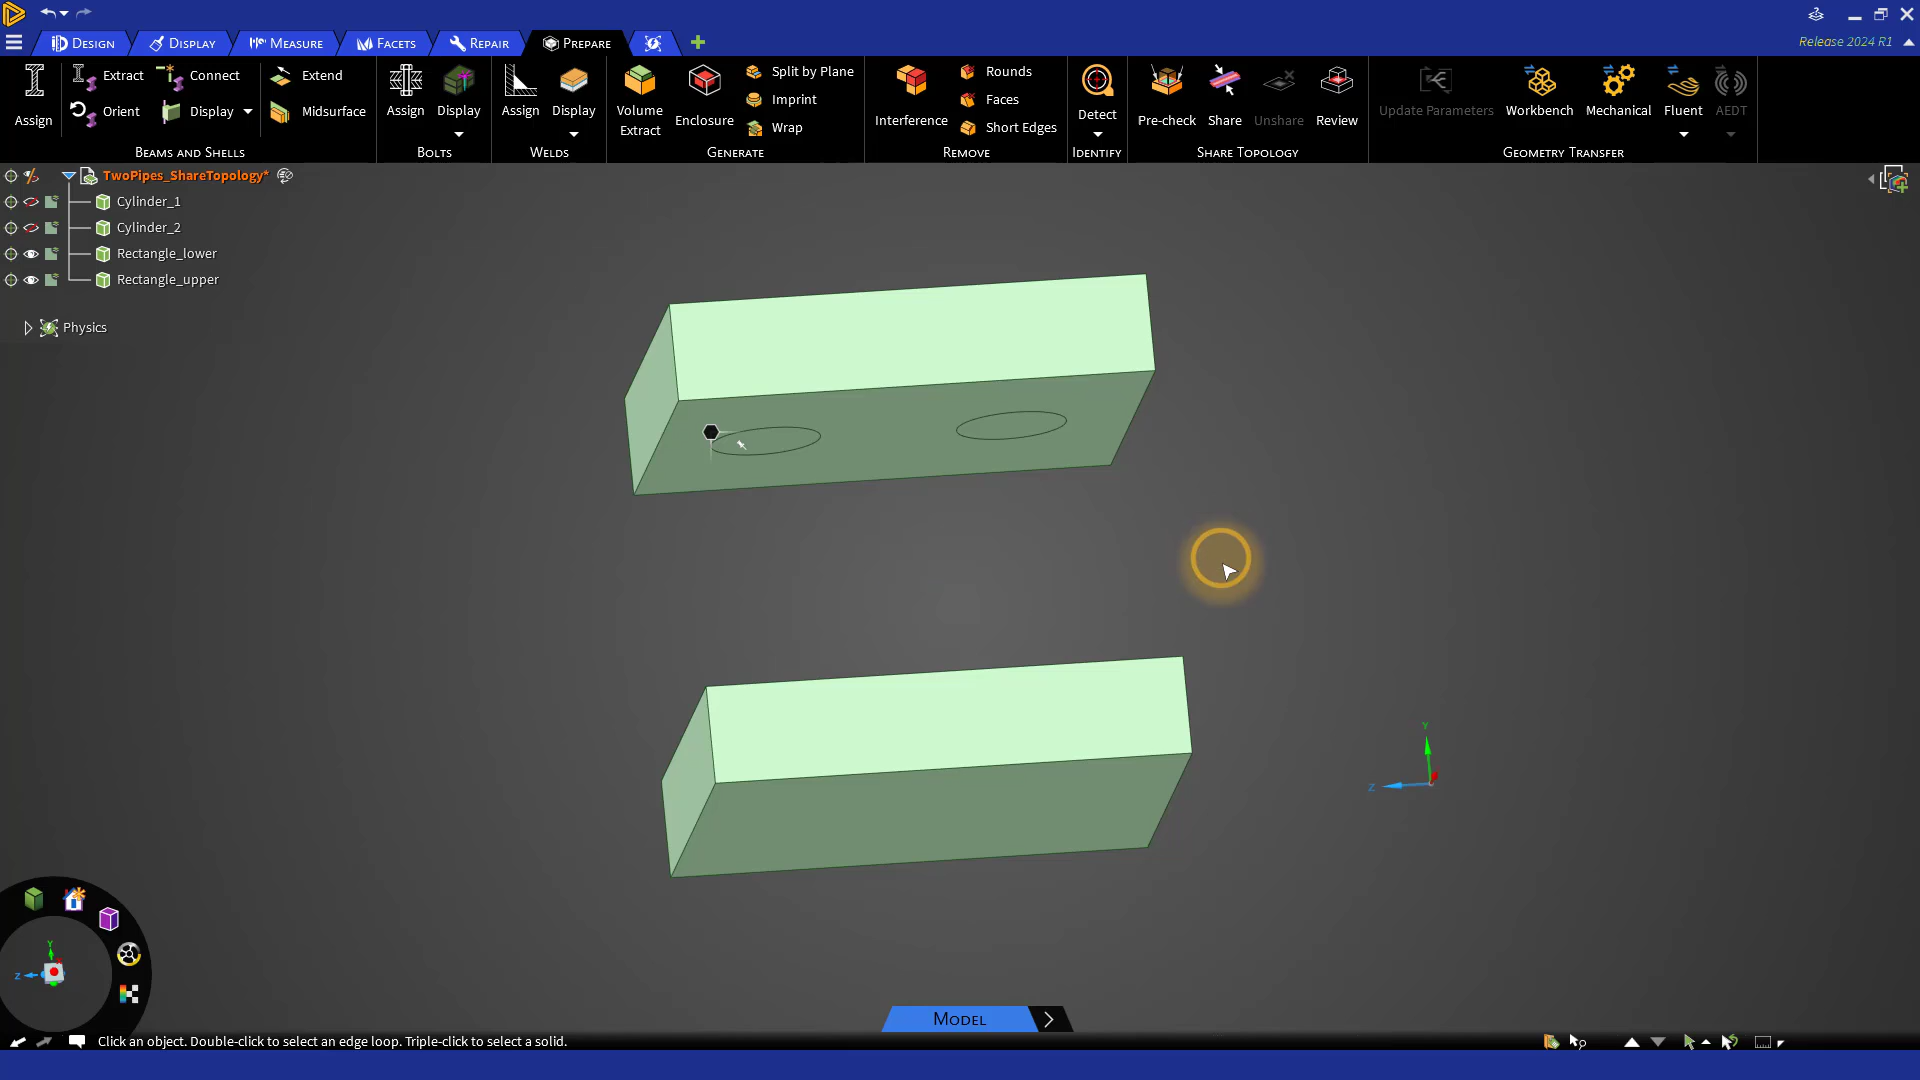 Design
Display
Measure
Facets
Repair
Prepare
Release 2024 R1
Assign
Extract
Connect
Orient
Display
Extend
Midsurface
Beams and Shells
Assign
Display
Bolts
Assign
Display
Welds
Volume
Extract
Enclosure
Split by Plane
Imprint
Wrap
Generate
Interference
Rounds
Faces
Short Edges
Remove
Detect
Identify
Pre-check
Share
Unshare
Review
Share Topology
Update Parameters
Workbench
Mechanical
Fluent
AEDT
Geometry Transfer
TwoPipes_ShareTopology*
Cylinder_1
Cylinder_2
Rectangle_lower
Rectangle_upper
Physics
Y
Z
Y
Z
Model
Click an object. Double-click to select an edge loop. Triple-click to select a solid.